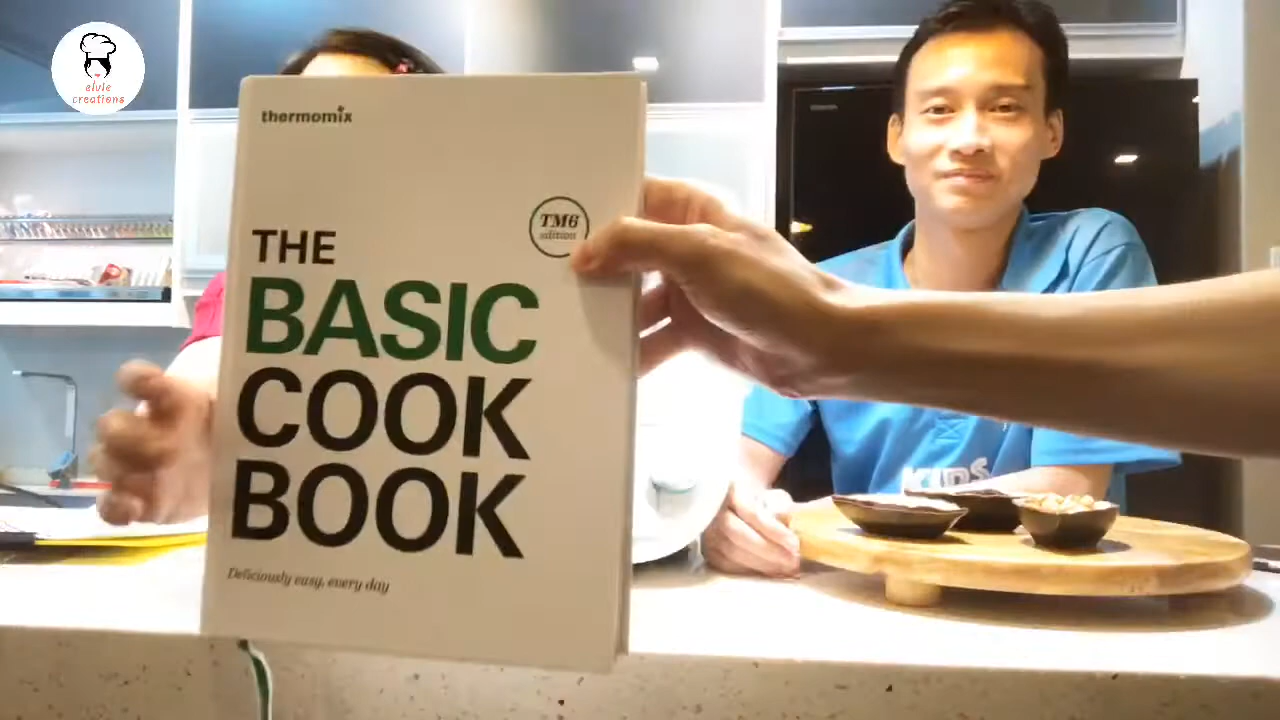 elvie
creations
thermomix
TM6
edition
THE
BASIC
COOK
BOOK
Deliciously easy, every day
KIDS